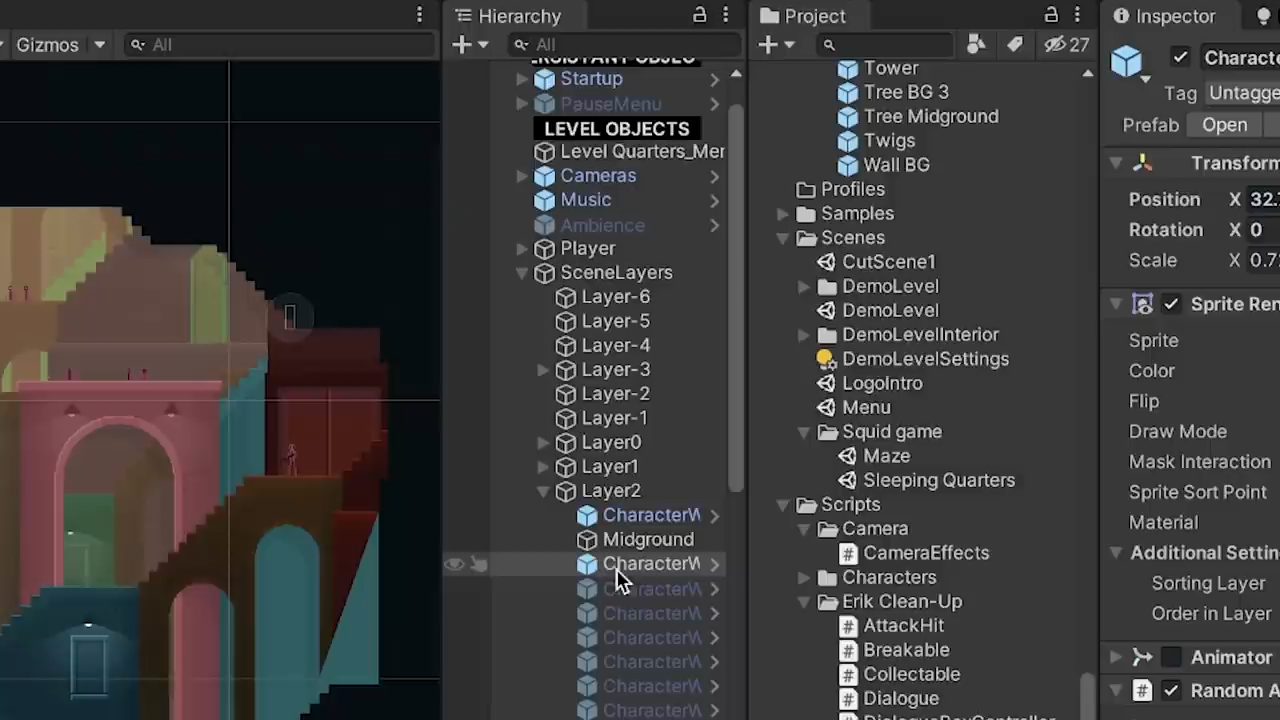 Gizmos
All
Hierarchy
All
Startup
PauseMenu
LEVEL OBJECTS
Level Quarters_Mer
Cameras
Music
Ambience
Player
SceneLayers
Layer-6
Layer-5
Layer-4
Layer-3
Layer-2
Layer-1
Layer0
Layer1
Layer2
CharacterW
Midground
CharacterW
CharacterW
CharacterW
CharacterW
CharacterW
CharacterW
CharacterW
Project
27
Tower
Tree BG 3
Tree Midground
Twigs
Wall BG
Profiles
Samples
Scenes
CutScene1
DemoLevel
DemoLevel
DemoLevelInterior
DemoLevelSettings
LogoIntro
Menu
Squid game
Maze
Sleeping Quarters
Scripts
Camera
CameraEffects
Characters
Erik Clean-Up
AttackHit
Breakable
Collectable
Dialogue
DialogueBoxController
Inspector
Characte
Tag Untagge
Prefab Open
Transform
Position X 32.
Rotation X 0
Scale X 0.7
Sprite Ren
Sprite
Color
Flip
Draw Mode
Mask Interaction
Sprite Sort Point
Material
Additional Settin
Sorting Layer
Order in Layer
Animator
Random A